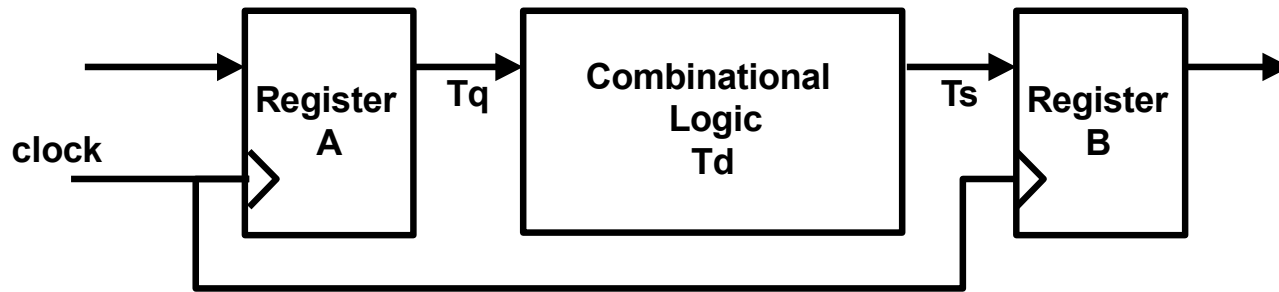 Register
A
clock
Tq
Combinational
Logic
Td
Ts
Register
B